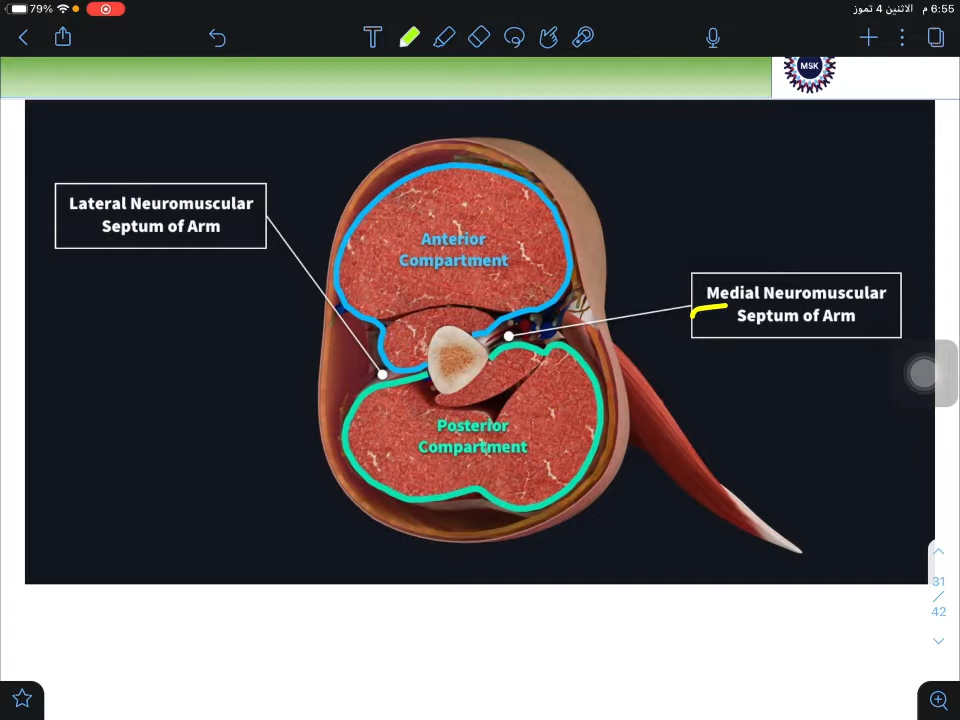 79%
الاثنين 4 تموز
6:55 م
MSK
Lateral Neuromuscular
Septum of Arm
Anterior
Compartment
Medial Neuromuscular
Septum of Arm
Posterior
Compartment
31
/
42